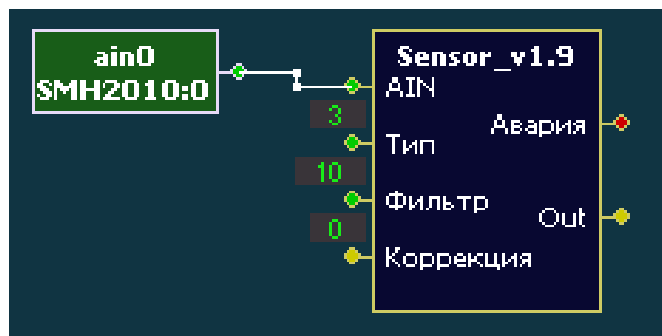 ain0
SMH2010:0
Sensor_v1.9
AIN
3
Авария
Тип
10
Фильтр
0
Out
Коррекция